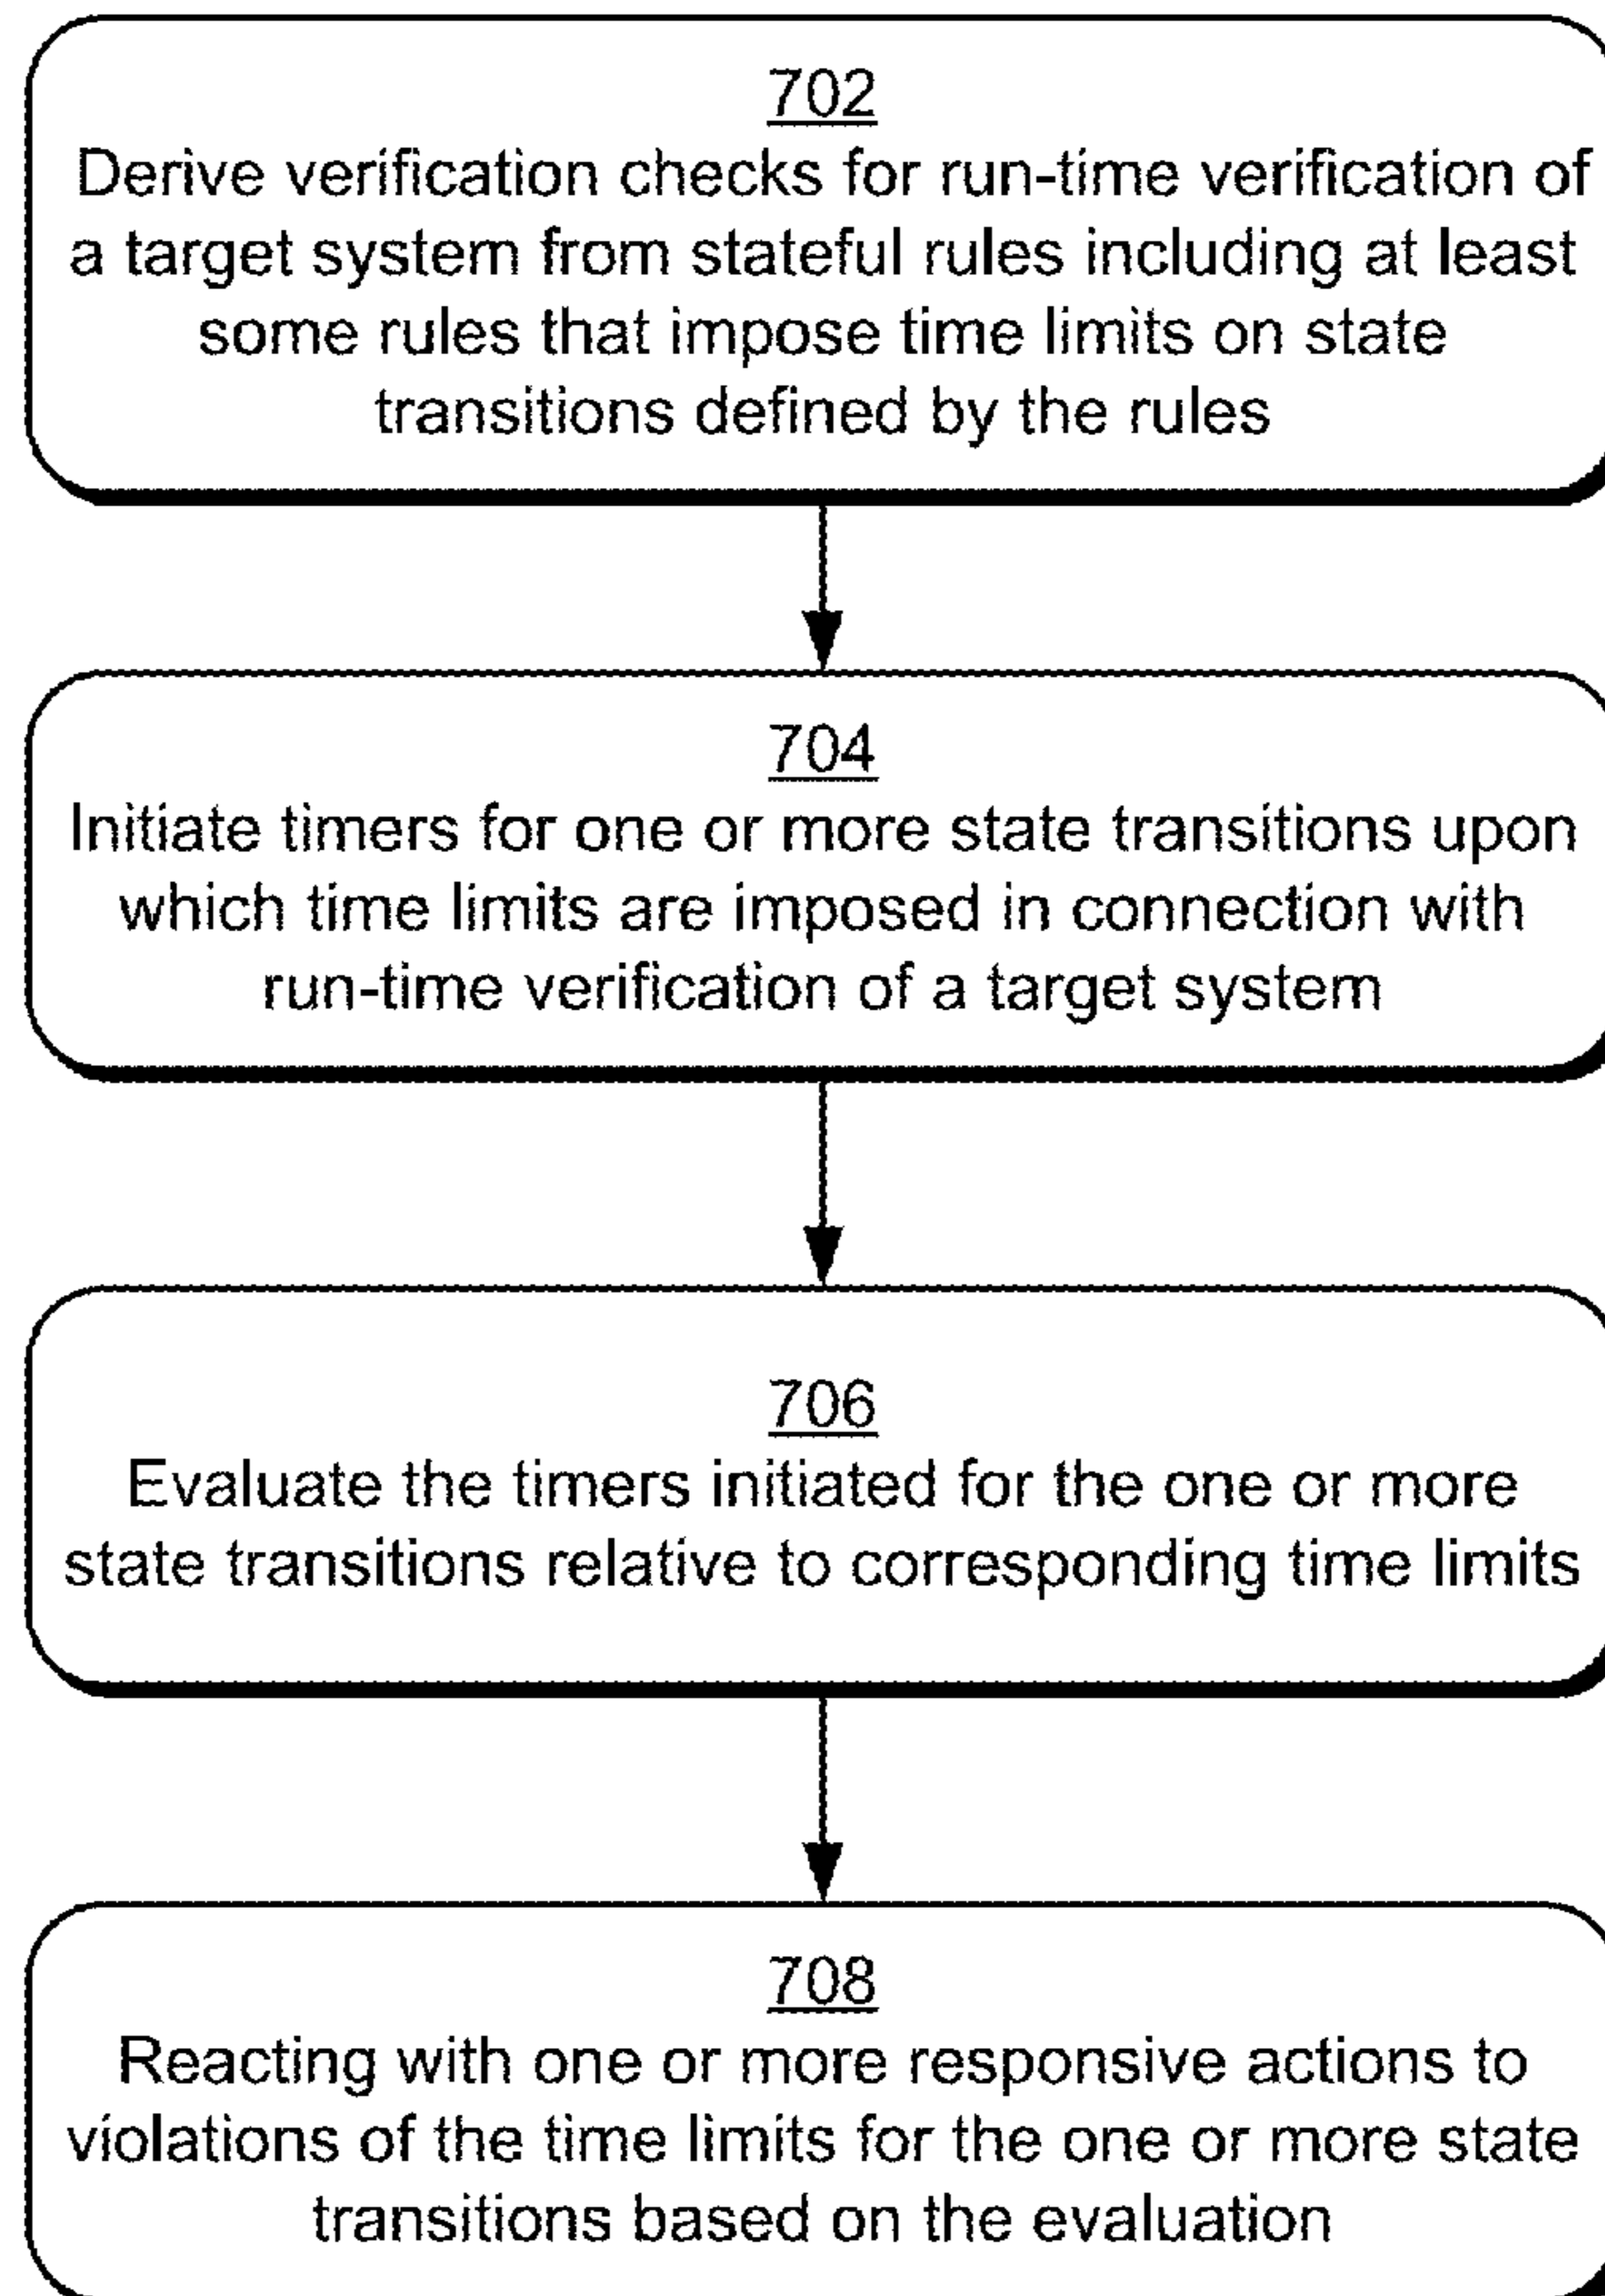 702
Derive verification checks for run-time verification of
a target system from stateful rules including at least
some rules that impose time limits on state
transitions defined by the rules
704
Initiate timers for one or more state transitions upon
which time limits are imposed in connection with
run-time verification of a target system
706
Evaluate the timers initiated for the one or more
state transitions relative to corresponding time limits
708
Reacting with one or more responsive actions to
violations of the time limits for the one or more state
transitions based on the evaluation